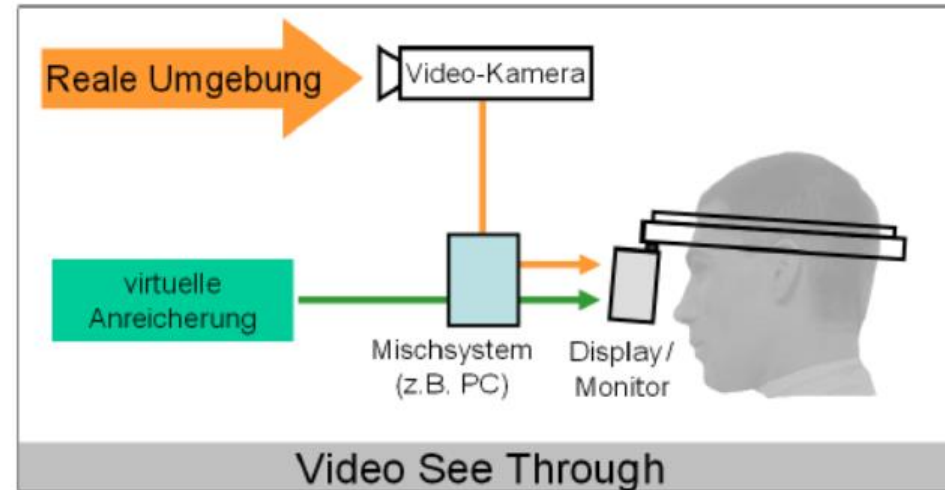 Reale Umgebung
Video-Kamera
virtuelle
Anreicherung
Mischsystem
(z.B. PC)
Display/
Monitor
Video See Through